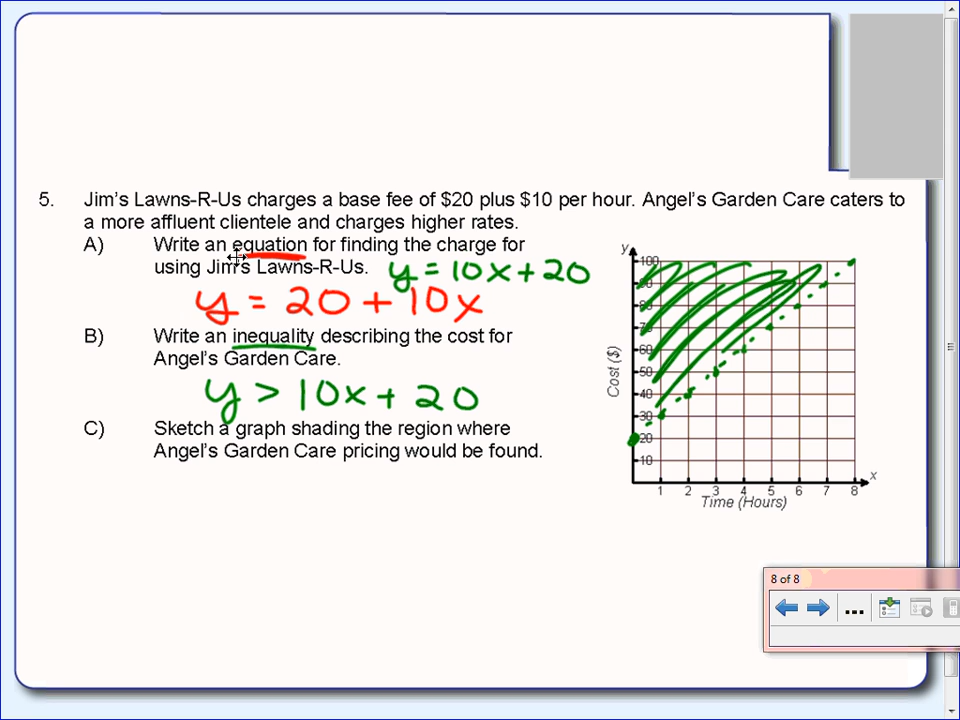 5. Jim's Lawns-R-Us charges a base fee of $20 plus $10 per hour. Angel's Garden Care caters to
a more affluent clientele and charges higher rates.
A) Write an equation for finding the charge for
using Jim's Lawns-R-Us.
y = 10x + 20
y = 20 + 10x
B) Write an inequality describing the cost for
Angel's Garden Care.
y > 10x + 20
C) Sketch a graph shading the region where
Angel's Garden Care pricing would be found.
y
100
90
80
70
60
50
40
30
20
10
Cost ($)
1 2 3 4 5 6 7 8 x
Time (Hours)
8 of 8
...